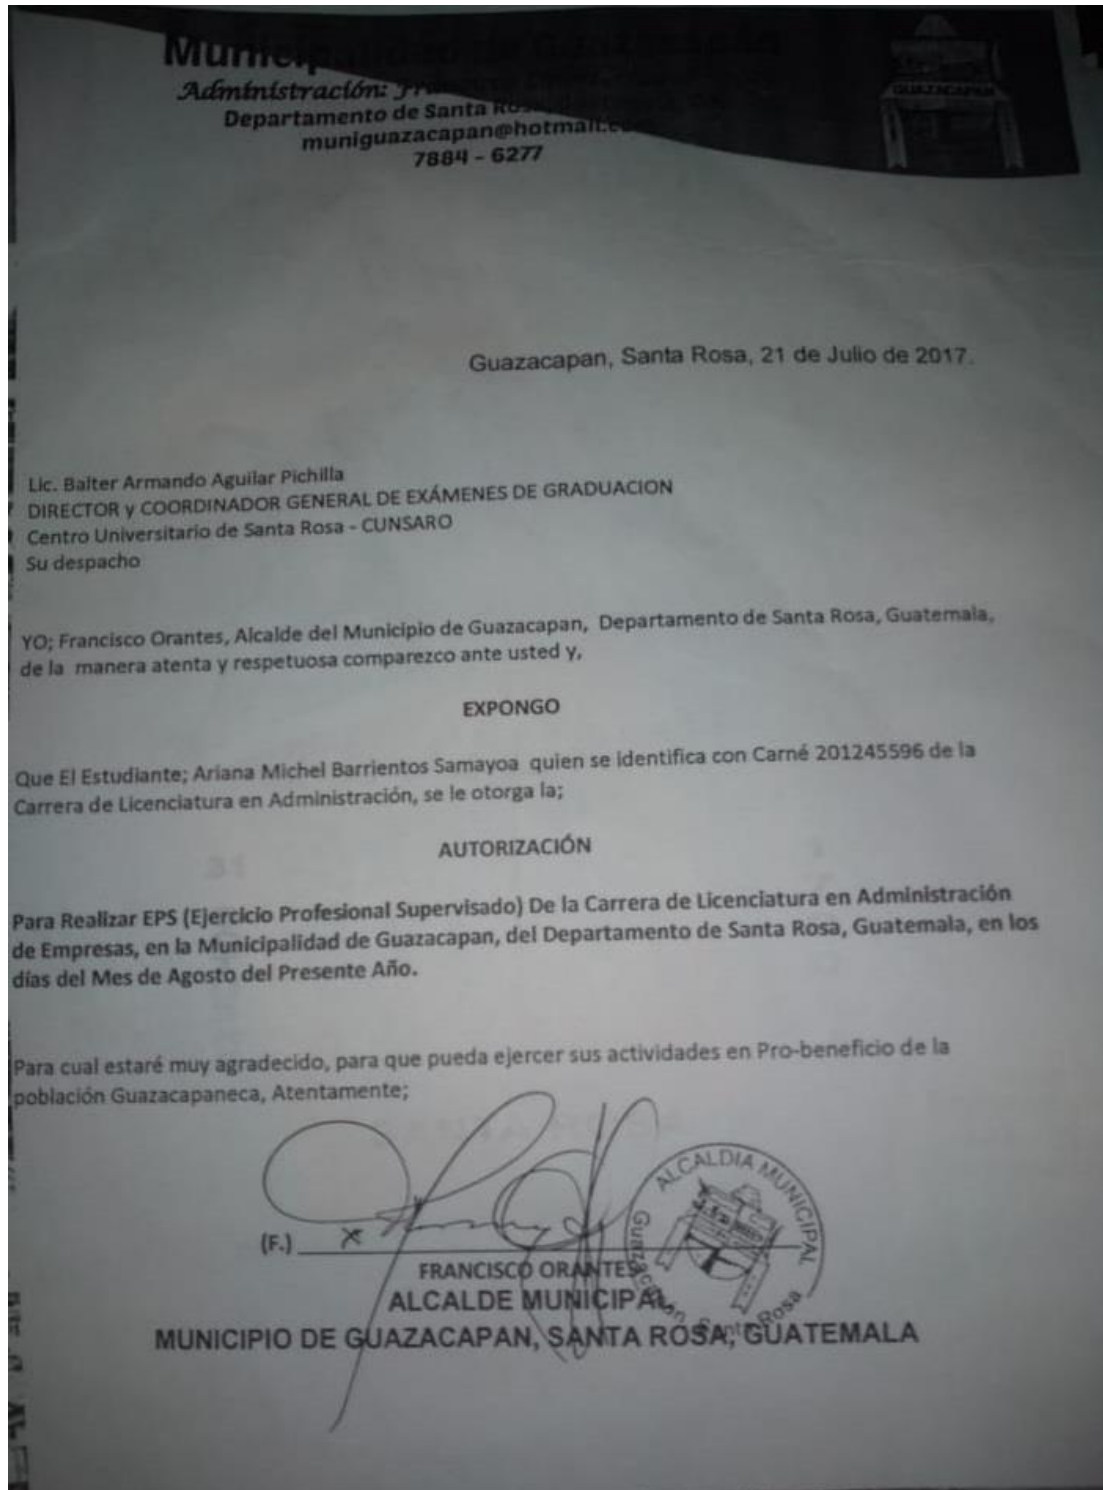 Municipalidad de Guazacapán
Administración: Francisco
Departamento de Santa Rosa
muniguazacapan@hotmail.com
7884 - 6277
GUAZACAPAN
Guazacapan, Santa Rosa, 21 de Julio de 2017.
Lic. Balter Armando Aguilar Pichilla
DIRECTOR y COORDINADOR GENERAL DE EXÁMENES DE GRADUACION
Centro Universitario de Santa Rosa - CUNSARO
Su despacho
YO; Francisco Orantes, Alcalde del Municipio de Guazacapan, Departamento de Santa Rosa, Guatemala,
de la manera atenta y respetuosa comparezco ante usted y,
EXPONGO
Que El Estudiante; Ariana Michel Barrientos Samayoa quien se identifica con Carné 201245596 de la
Carrera de Licenciatura en Administración, se le otorga la;
AUTORIZACIÓN
Para Realizar EPS (Ejercicio Profesional Supervisado) De la Carrera de Licenciatura en Administración
de Empresas, en la Municipalidad de Guazacapan, del Departamento de Santa Rosa, Guatemala, en los
días del Mes de Agosto del Presente Año.
Para cual estaré muy agradecido, para que pueda ejercer sus actividades en Pro-beneficio de la
población Guazacapaneca, Atentamente;
(F.)
FRANCISCO ORANTES
ALCALDE MUNICIPAL
MUNICIPIO DE GUAZACAPAN, SANTA ROSA, GUATEMALA
ALCALDIA MUNICIPAL
Guazacapan, Santa Rosa